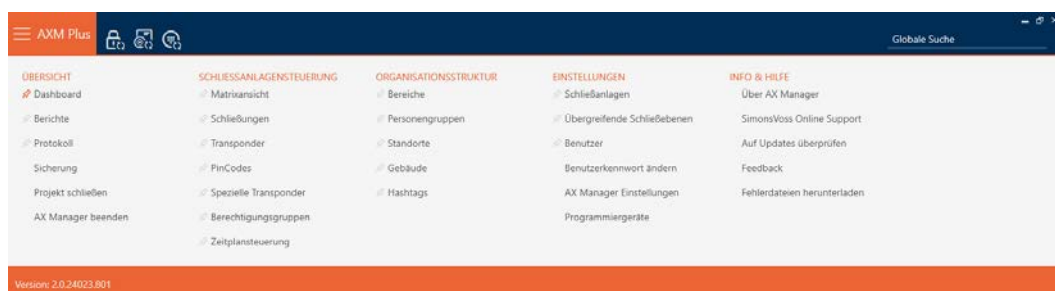 AXM Plus
Globale Suche
ÜBERSICHT
Dashboard
Berichte
Protokoll
Sicherung
Projekt schließen
AX Manager beenden
SCHLIESSANLAGENSTEUERUNG
Matrixansicht
Schließungen
Transponder
PinCodes
Spezielle Transponder
Berechtigungsgruppen
Zeitplansteuerung
ORGANISATIONSSTRUKTUR
Bereiche
Personengruppen
Standorte
Gebäude
Hashtags
EINSTELLUNGEN
Schließanlagen
Übergreifende Schließebenen
Benutzer
Benutzerkennwort ändern
AX Manager Einstellungen
Programmiergeräte
INFO & HILFE
Über AX Manager
SimonsVoss Online Support
Auf Updates überprüfen
Feedback
Fehlerdateien herunterladen
Version: 2.0.24023.801